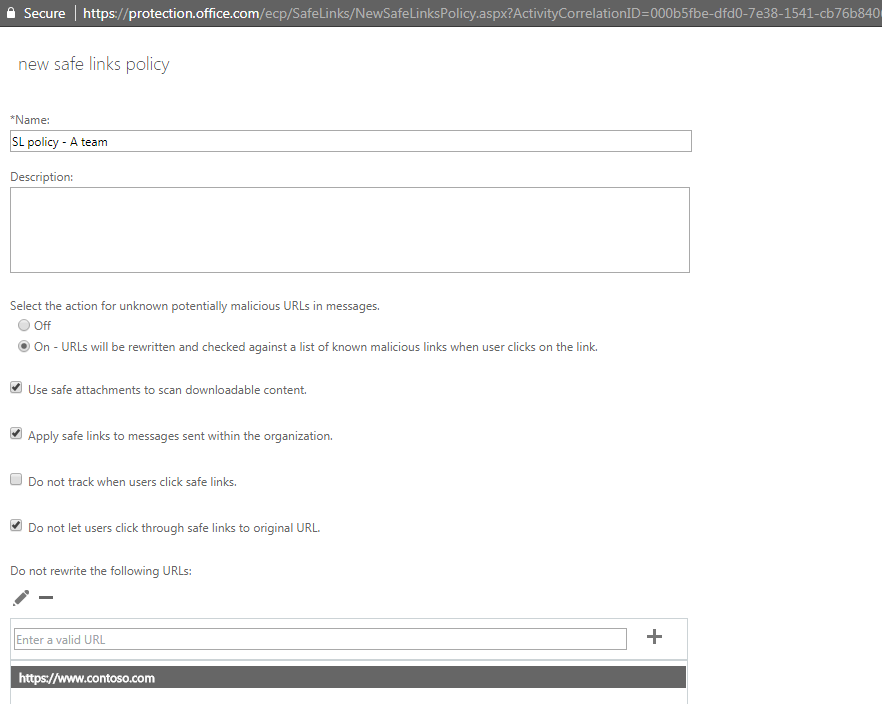 Secure https://protection.office.com/ecp/SafeLinks/NewSafeLinksPolicy.aspx?ActivityCorrelationID=000b5fbe-dfd0-7e38-1541-cb76b840
new safe links policy
*Name:
SL policy - A team
Description:
Select the action for unknown potentially malicious URLs in messages.
Off
On - URLs will be rewritten and checked against a list of known malicious links when user clicks on the link.
Use safe attachments to scan downloadable content.
Apply safe links to messages sent within the organization.
Do not track when users click safe links.
Do not let users click through safe links to original URL.
Do not rewrite the following URLs:
Enter a valid URL
https://www.contoso.com